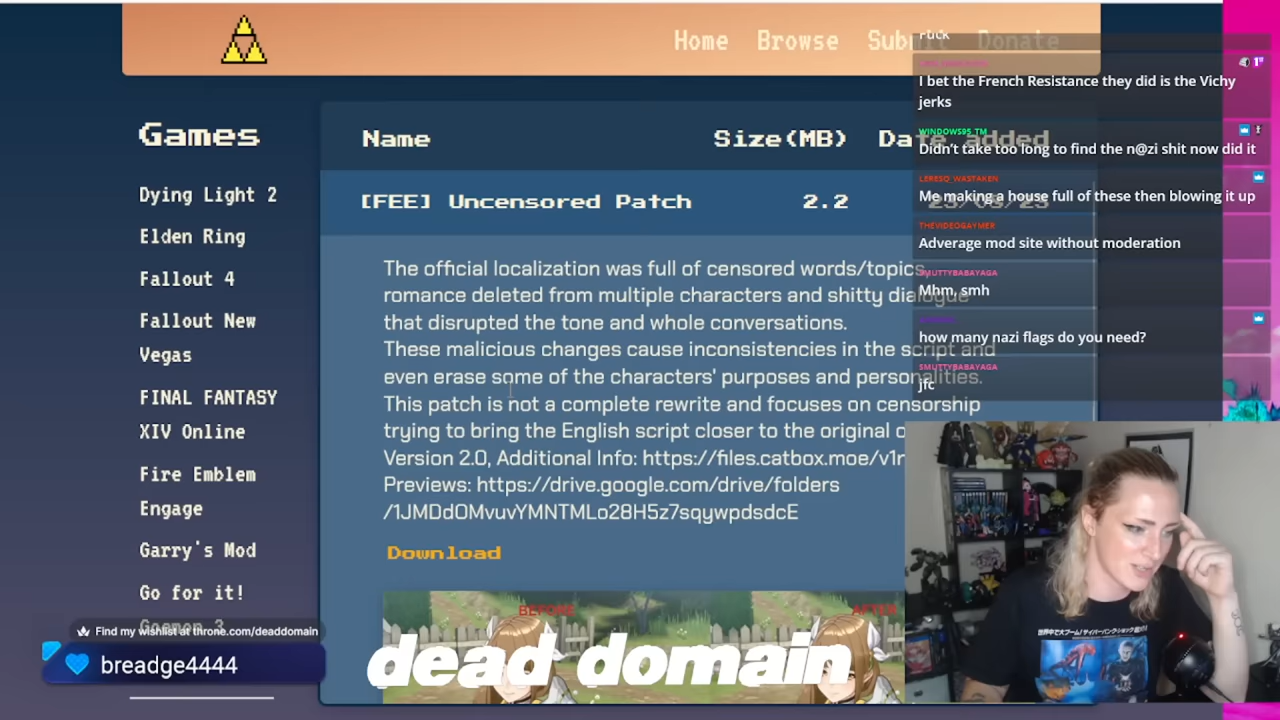 Home Browse Submit Donate
Games
Dying Light 2
Elden Ring
Fallout 4
Fallout New
Vegas
FINAL FANTASY
XIV Online
Fire Emblem
Engage
Garry's Mod
Go for it!
Goemon 3
Name Size(MB) Date added
[FEE] Uncensored Patch 2.2
The official localization was full of censored words/topics,
romance deleted from multiple characters and shitty dialogue
that disrupted the tone and whole conversations.
These malicious changes cause inconsistencies in the script and
even erase some of the characters' purposes and personalities.
This patch is not a complete rewrite and focuses on censorship
trying to bring the English script closer to the original
Version 2.0, Additional Info: https://files.catbox.moe/v1r
Previews: https://drive.google.com/drive/folders
/1JMDdOMvuvYMNTMLo28H5z7sqywpdsdcE
Download
BEFORE AFTER
Fuck
I bet the French Resistance they did is the Vichy
jerks
WINDOWS95_TM
Didn't take too long to find the n@zi shit now did it
LERESO_WASTAKEN
Me making a house full of these then blowing it up
THEVIDEOGAYMER
Adverage mod site without moderation
SMUTTYBABAYAGA
Mhm, smh
how many nazi flags do you need?
SMUTTYBABAYAGA
jfc
Find my wishlist at throne.com/deaddomain
breadge4444
dead domain